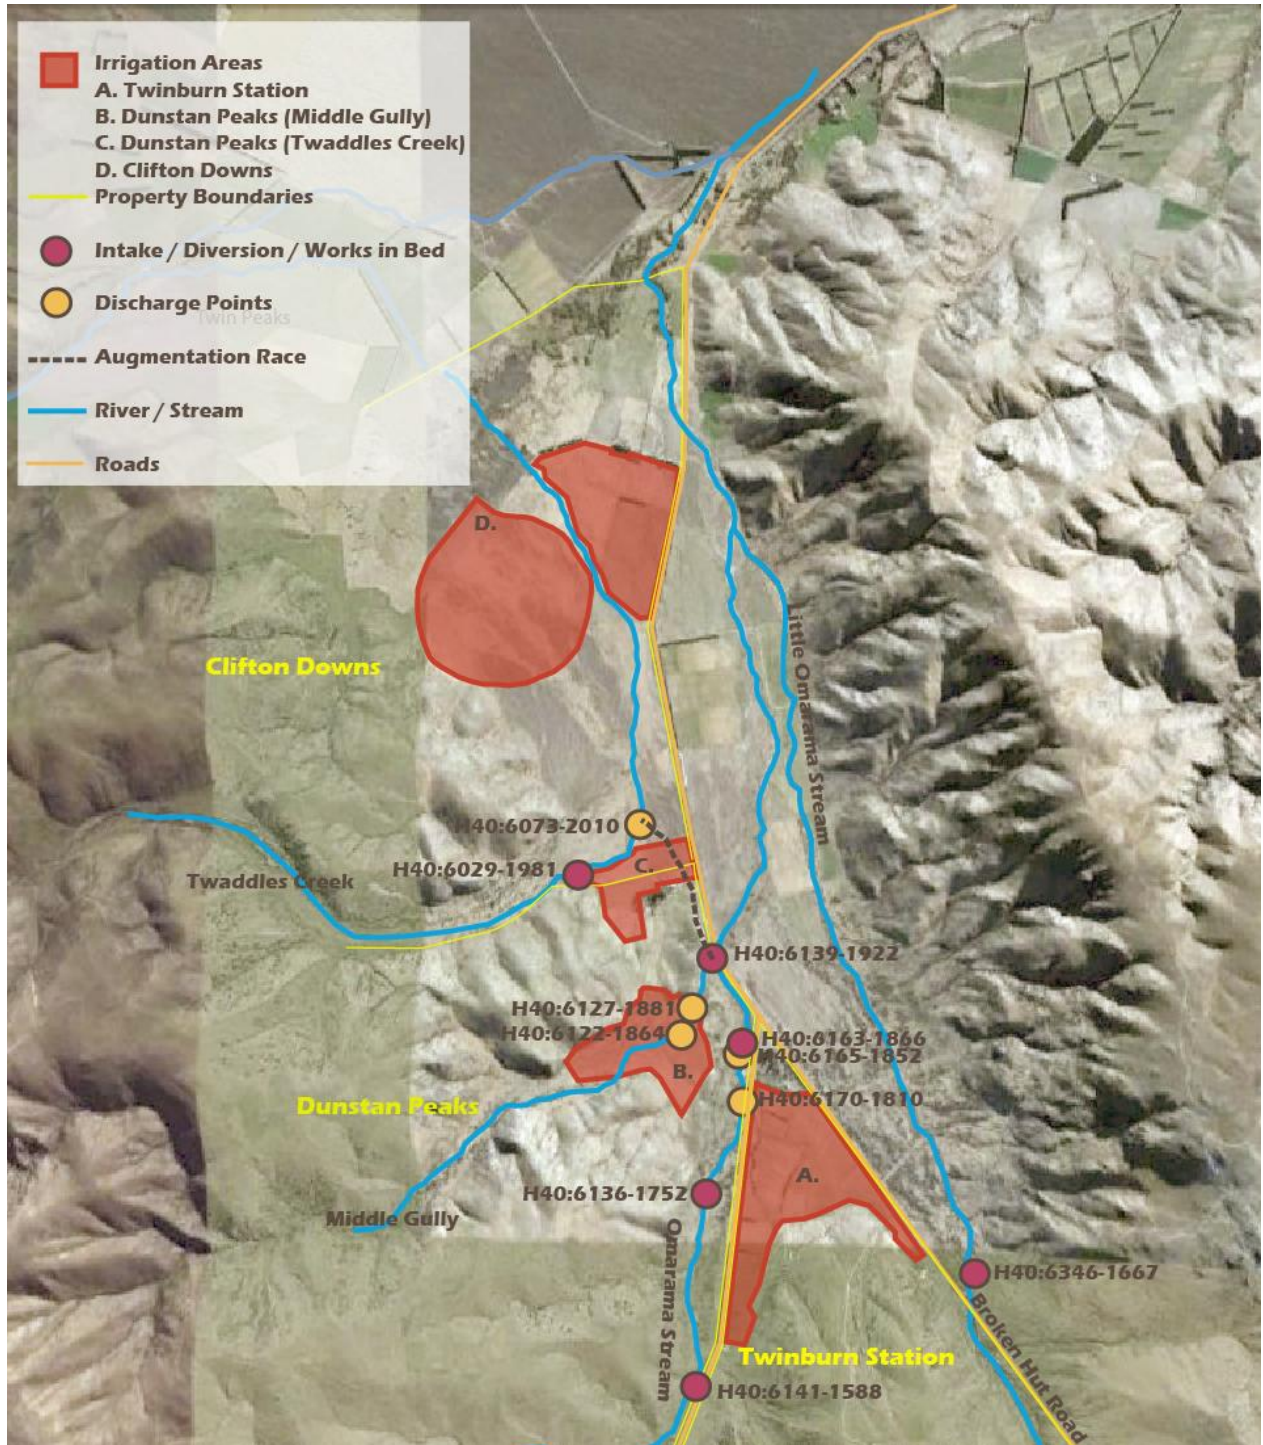 Irrigation Areas
A. Twinburn Station
B. Dunstan Peaks (Middle Gully)
C. Dunstan Peaks (Twaddles Creek)
D. Clifton Downs
Property Boundaries
Intake / Diversion / Works in Bed
Discharge Points
Twin Peaks
Augmentation Race
River / Stream
Roads
D.
Little Omarama Stream
Clifton Downs
H40:6073-2010
H40:6029-1981
C.
Twaddles Creek
H40:6139-1922
H40:6127-1881
H40:6122-1864
H40:6163-1866
H40:6165-1852
B.
Dunstan Peaks
H40:6170-1810
A.
H40:6136-1752
Middle Gully
Omarama Stream
H40:6346-1667
Broken Hut Road
Twinburn Station
H40:6141-1588